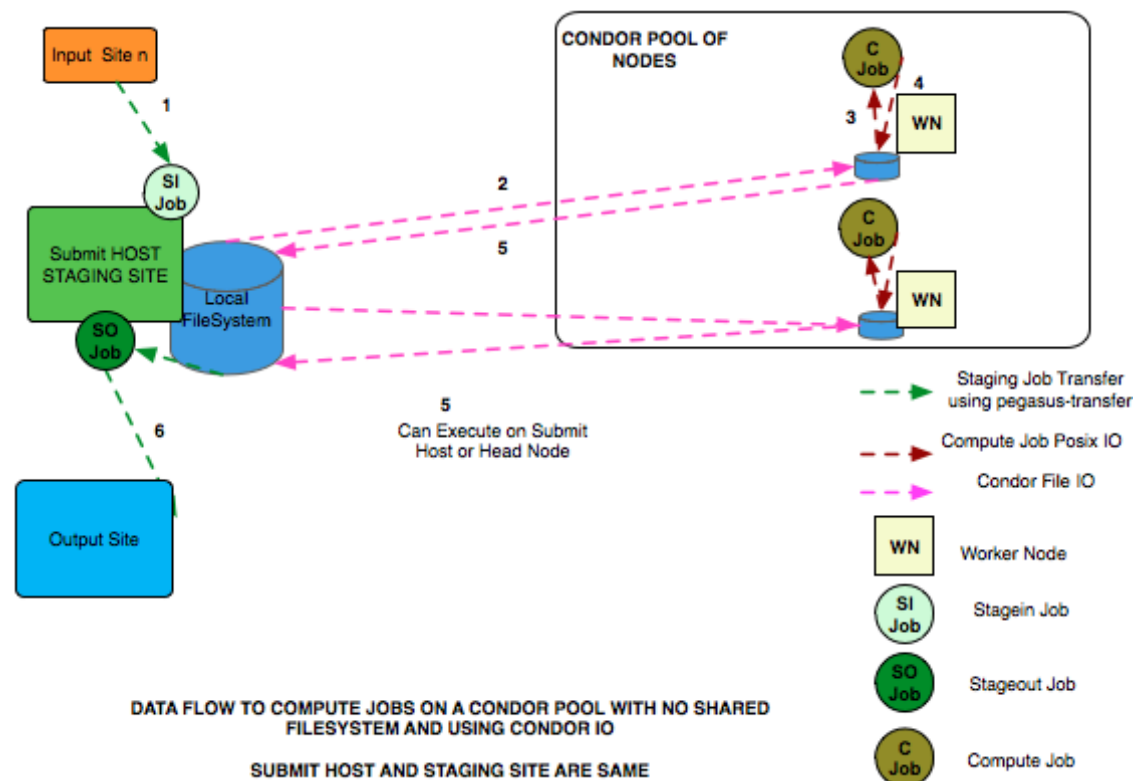 Input Site n
1
SI
Job
Submit HOST
STAGING SITE
Local
FileSystem
SO
Job
6
Output Site
2
5
5
Can Execute on Submit
Host or Head Node
CONDOR POOL OF
NODES
C
Job
4
3
WN
C
Job
WN
Staging Job Transfer
using pegasus-transfer
Compute Job Posix IO
Condor File IO
WN
Worker Node
SI
Job
Stagein Job
SO
Job
Stageout Job
C
Job
Compute Job
DATA FLOW TO COMPUTE JOBS ON A CONDOR POOL WITH NO SHARED
FILESYSTEM AND USING CONDOR IO
SUBMIT HOST AND STAGING SITE ARE SAME